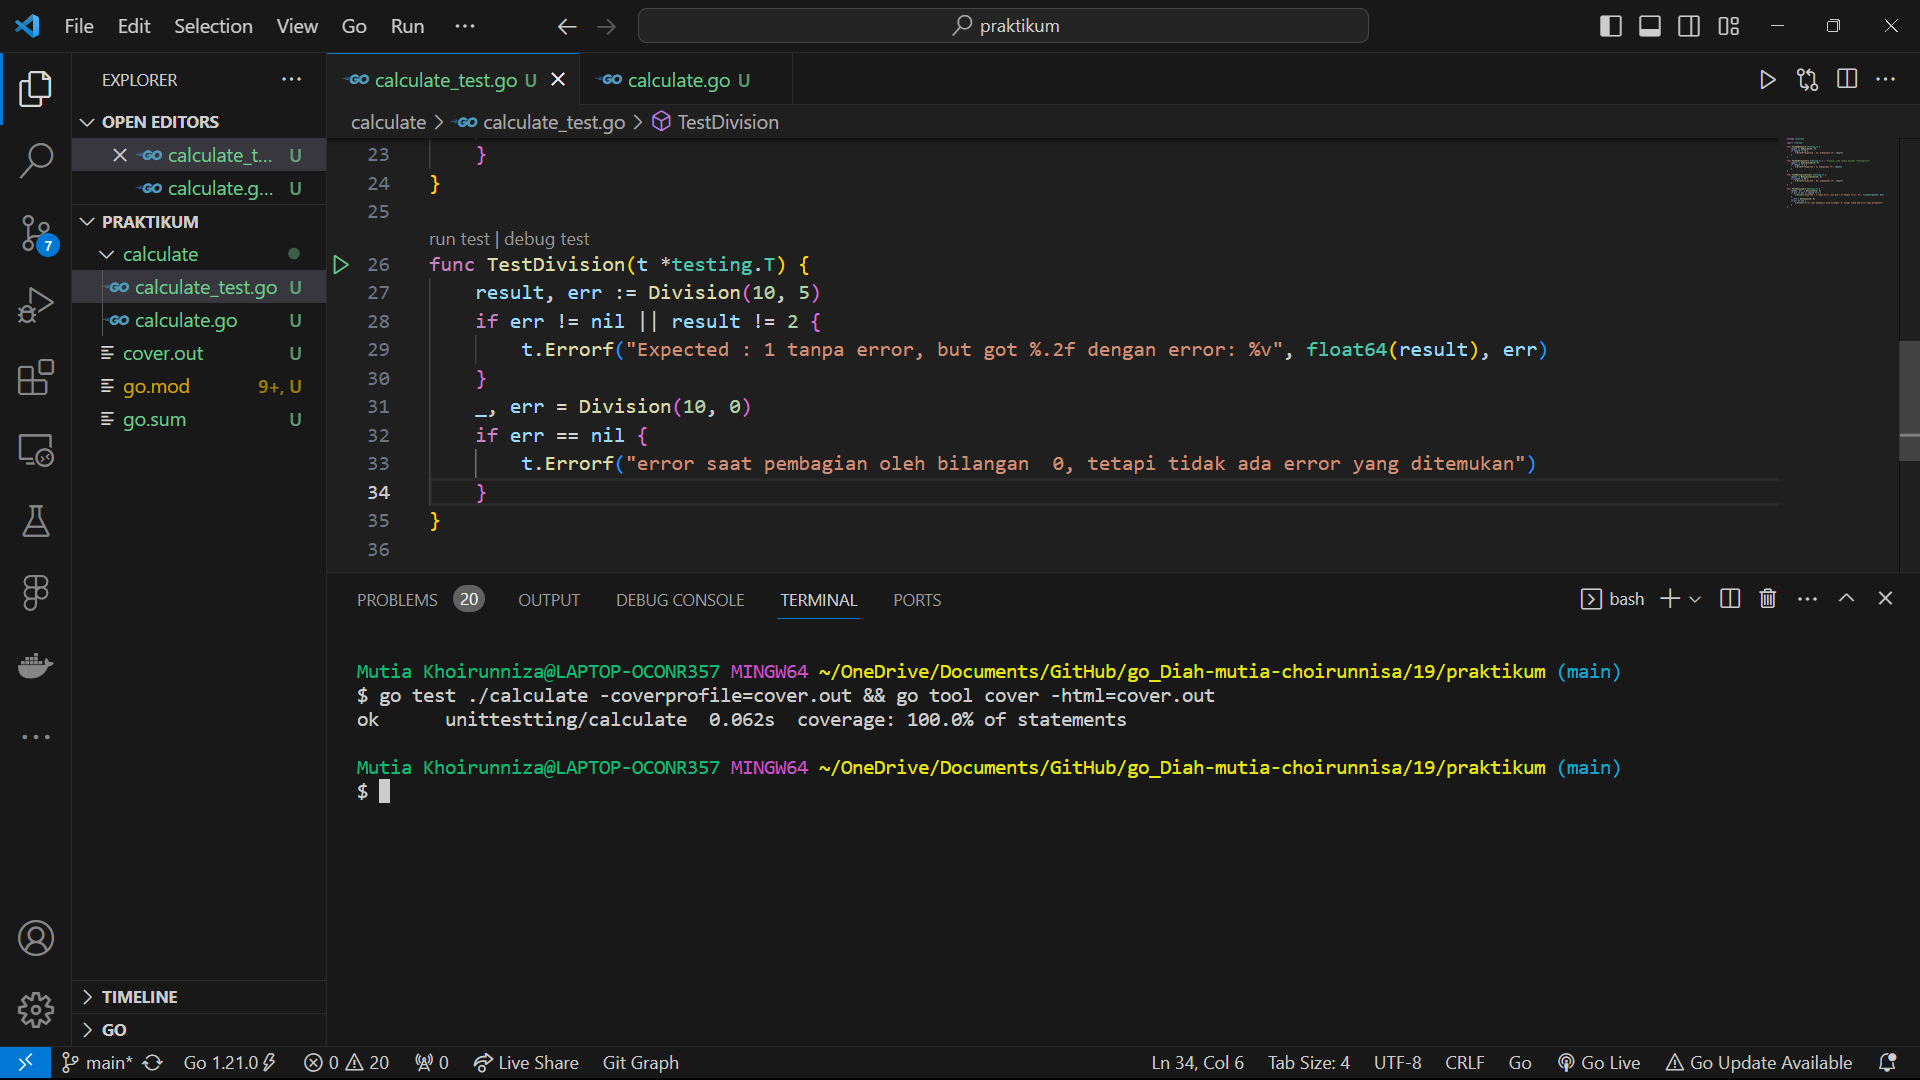 File Edit Selection View Go Run ··· praktikum
EXPLORER ···
OPEN EDITORS
calculate_t... U
calculate.g... U
PRAKTIKUM
calculate
calculate_test.go U
calculate.go U
cover.out U
go.mod 9+, U
go.sum U
TIMELINE
GO
7
calculate_test.go U calculate.go U
calculate > calculate_test.go > TestDivision
23 }
24 }
25
run test | debug test
26 func TestDivision(t *testing.T) {
27 result, err := Division(10, 5)
28 if err != nil || result != 2 {
29 t.Errorf("Expected : 1 tanpa error, but got %.2f dengan error: %v", float64(result), err)
30 }
31 _, err = Division(10, 0)
32 if err == nil {
33 t.Errorf("error saat pembagian oleh bilangan  0, tetapi tidak ada error yang ditemukan")
34 }
35 }
36
PROBLEMS 20 OUTPUT DEBUG CONSOLE TERMINAL PORTS bash
Mutia Khoirunniza@LAPTOP-OCONR357 MINGW64 ~/OneDrive/Documents/GitHub/go_Diah-mutia-choirunnisa/19/praktikum (main)
$ go test ./calculate -coverprofile=cover.out && go tool cover -html=cover.out
ok unittestting/calculate 0.062s coverage: 100.0% of statements
Mutia Khoirunniza@LAPTOP-OCONR357 MINGW64 ~/OneDrive/Documents/GitHub/go_Diah-mutia-choirunnisa/19/praktikum (main)
$
main* Go 1.21.0 0 20 0 Live Share Git Graph Ln 34, Col 6 Tab Size: 4 UTF-8 CRLF Go Go Live Go Update Available